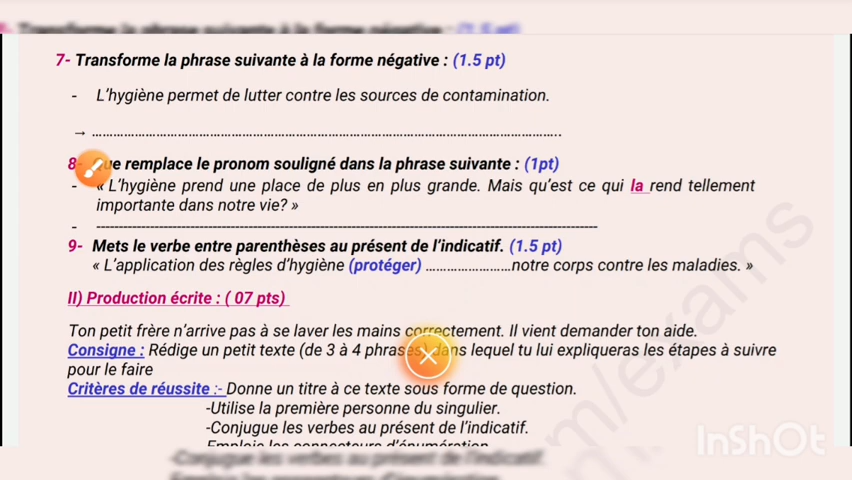 7- Transforme la phrase suivante à la forme négative : (1.5 pt)
- L'hygiène permet de lutter contre les sources de contamination.
→ ……………………………………………………………………………………………………..
8- Que remplace le pronom souligné dans la phrase suivante : (1pt)
- « L'hygiène prend une place de plus en plus grande. Mais qu'est ce qui la rend tellement
importante dans notre vie? »
- ------------------------------------------------------------------------------------------------
9- Mets le verbe entre parenthèses au présent de l'indicatif. (1.5 pt)
« L'application des règles d'hygiène (protéger) ……………………notre corps contre les maladies. »
II) Production écrite : ( 07 pts)
Ton petit frère n'arrive pas à se laver les mains correctement. Il vient demander ton aide.
Consigne : Rédige un petit texte (de 3 à 4 phrases) dans lequel tu lui expliqueras les étapes à suivre
pour le faire
Critères de réussite :- Donne un titre à ce texte sous forme de question.
-Utilise la première personne du singulier.
-Conjugue les verbes au présent de l'indicatif.
Emploie les connecteurs d'énumération
m/exams
InShOt